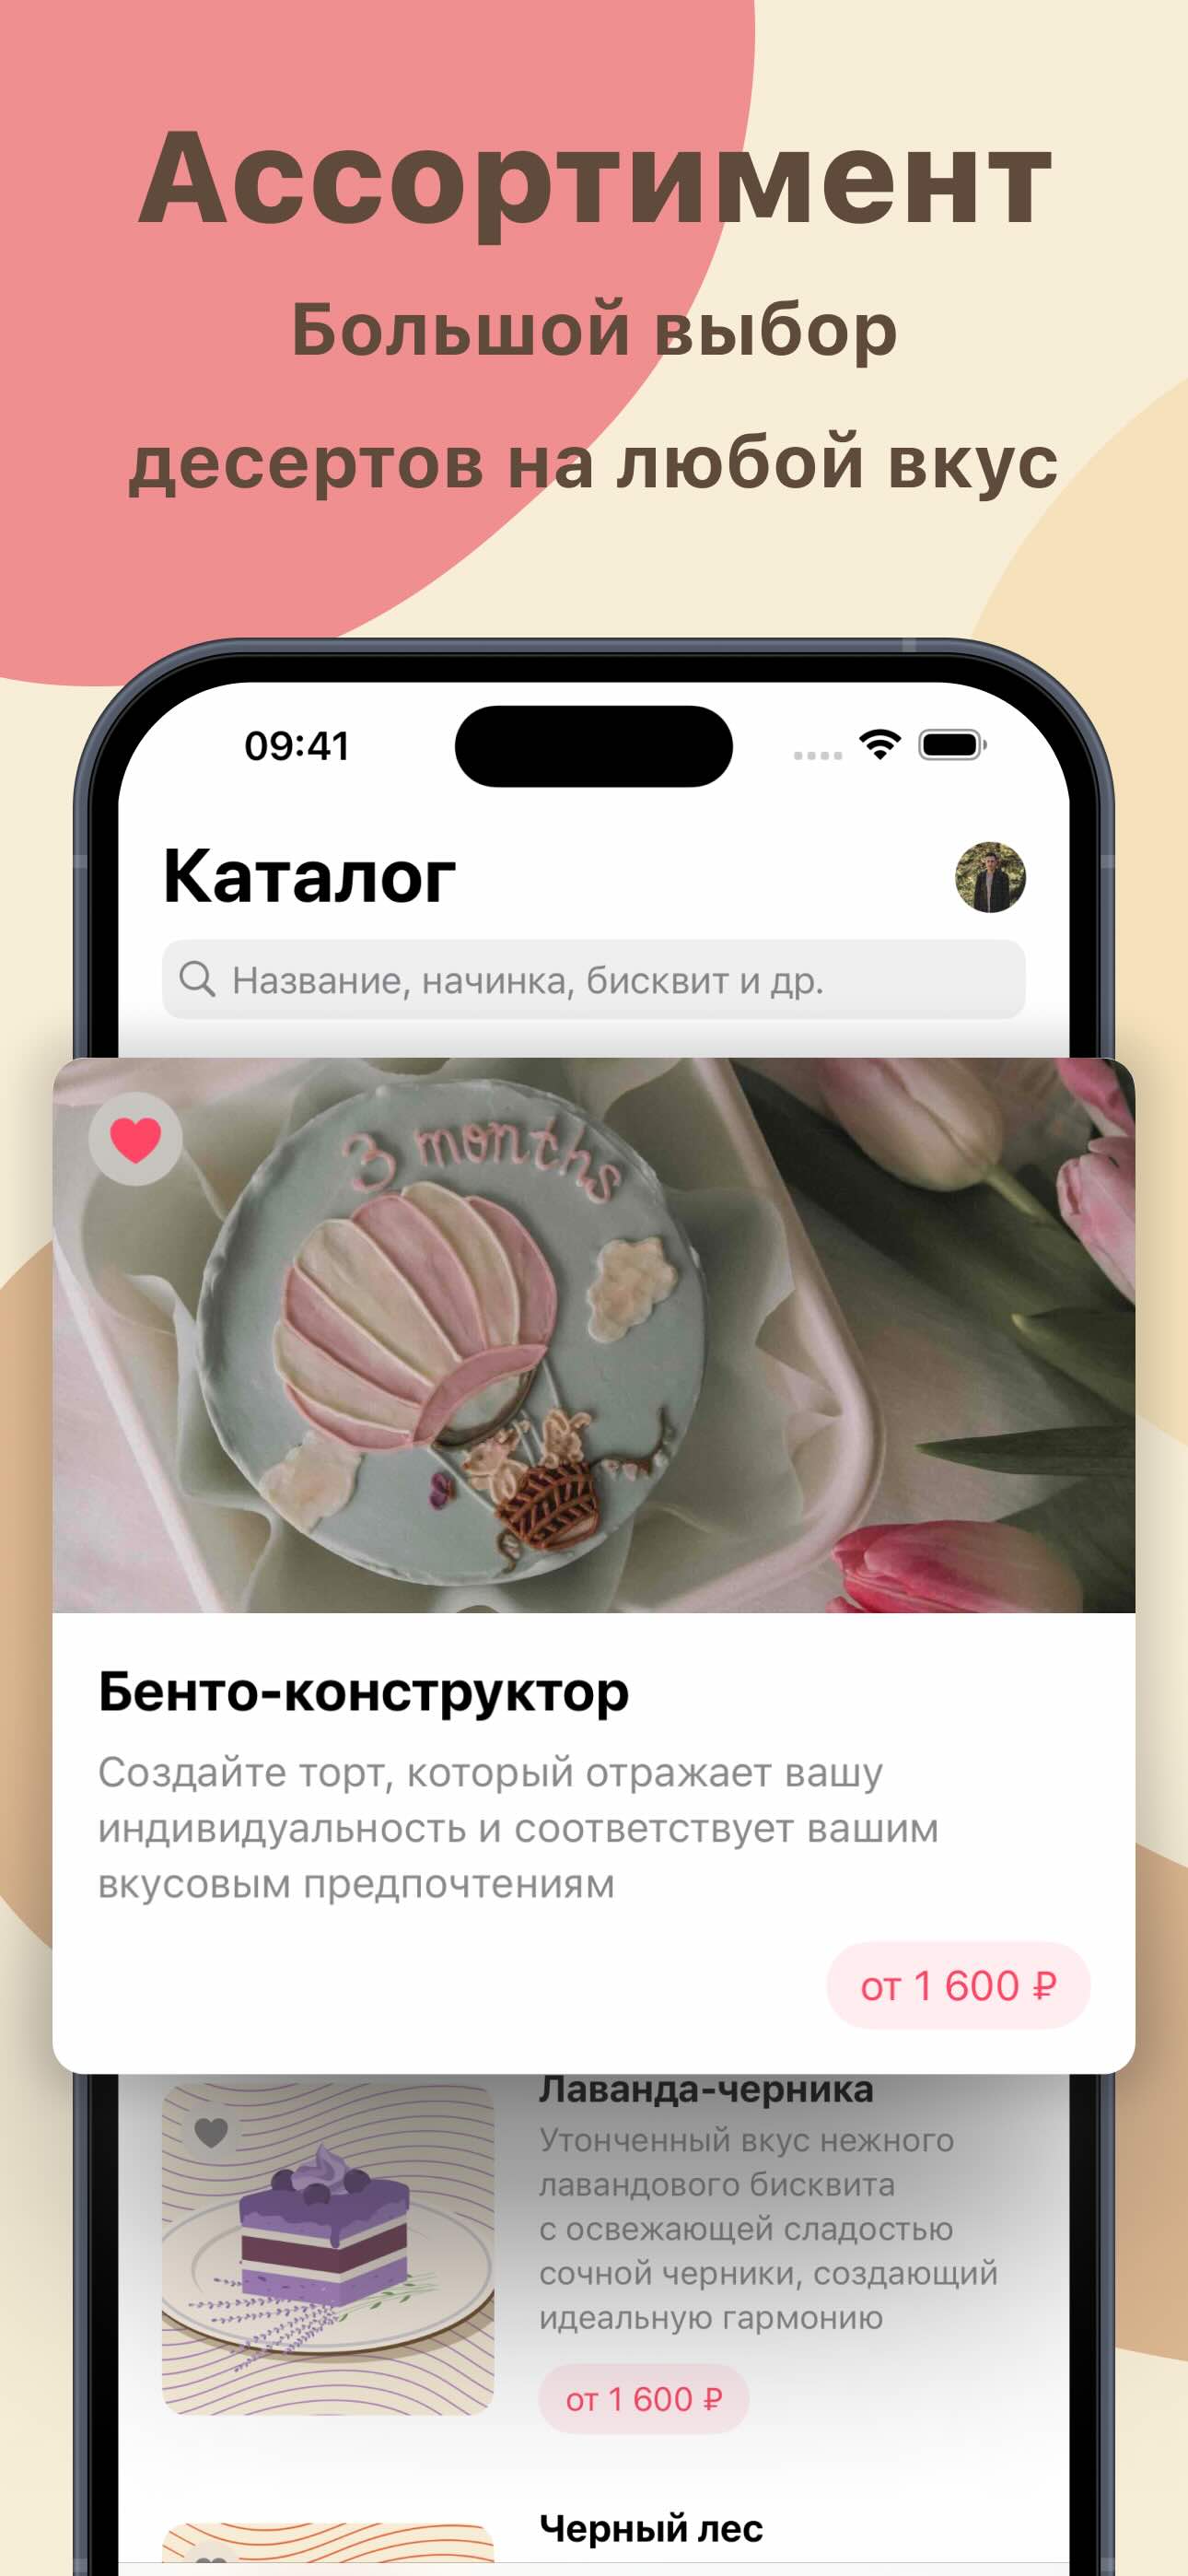 Ассортимент
Большой выбор
десертов на любой вкус
09:41
Каталог
Название, начинка, бисквит и др.
3 months
Бенто-конструктор
Создайте торт, который отражает вашу
индивидуальность и соответствует вашим
вкусовым предпочтениям
от 1 600 ₽
Лаванда-черника
Утонченный вкус нежного
лавандового бисквита
с освежающей сладостью
сочной черники, создающий
идеальную гармонию
от 1 600 ₽
Черный лес